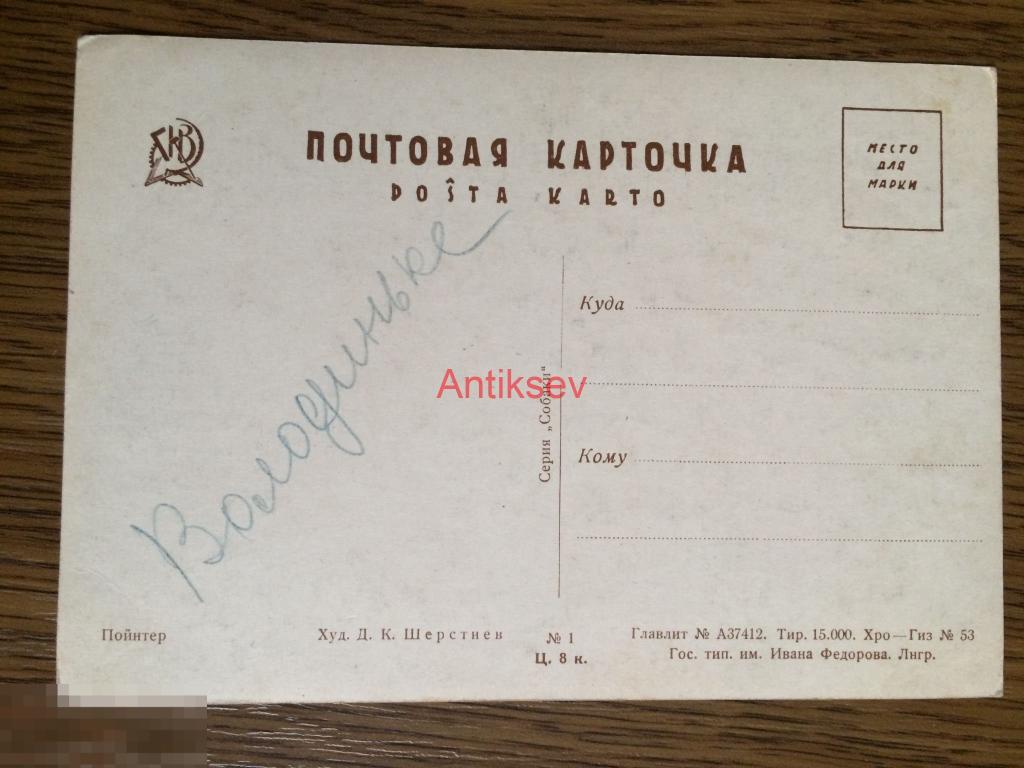 ПОЧТОВАЯ КАРТОЧКА
POŜTA KARTO
МЕСТО
ДЛЯ
МАРКИ
Володиньке
Куда
Antiksev
Серия „Собаки“
Кому
Пойнтер
Худ. Д. К. Шерстнев
№ 1
Ц. 8 к.
Главлит № А37412. Тир. 15.000. Хро—Гиз № 53
Гос. тип. им. Ивана Федорова. Лнгр.